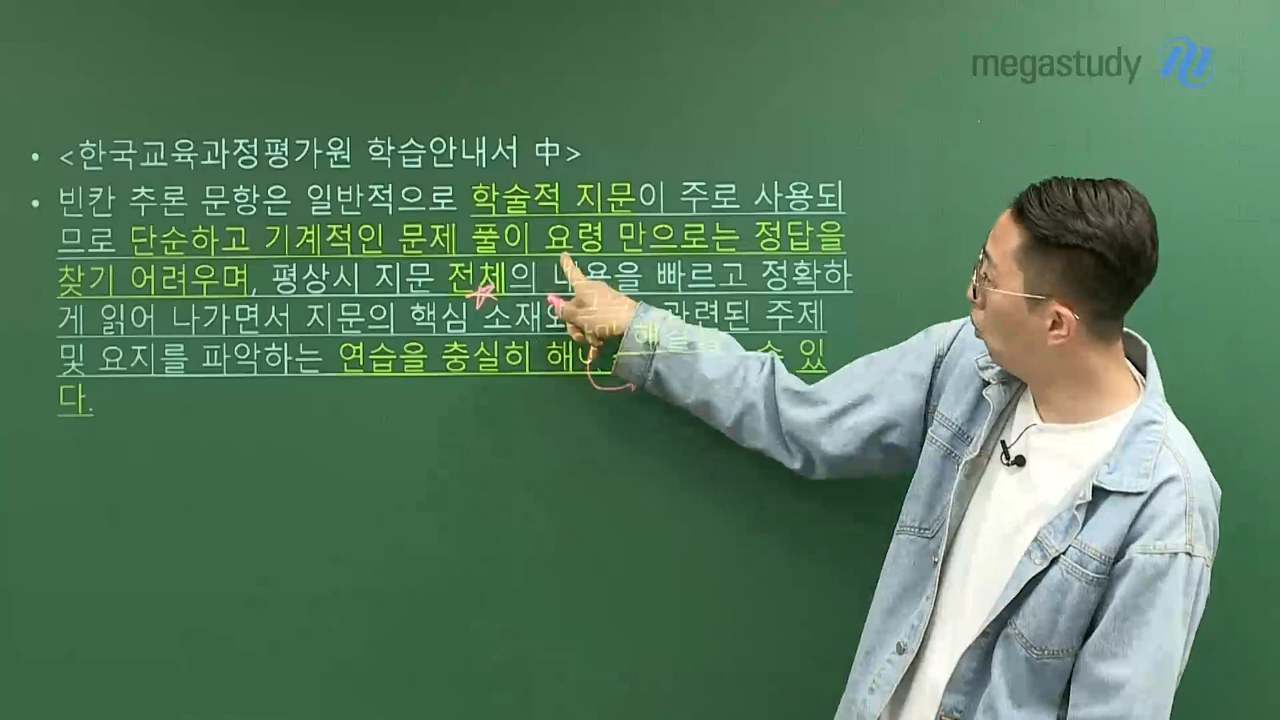 megastudy
• <한국교육과정평가원 학습안내서 中>
• 빈칸 추론 문항은 일반적으로 학술적 지문이 주로 사용되
므로 단순하고 기계적인 문제 풀이 요령 만으로는 정답을
찾기 어려우며, 평상시 지문 전체의 내용을 빠르고 정확하
게 읽어 나가면서 지문의 핵심 소재와 관련된 주제
및 요지를 파악하는 연습을 충실히 해야만 해결할 수 있
다.